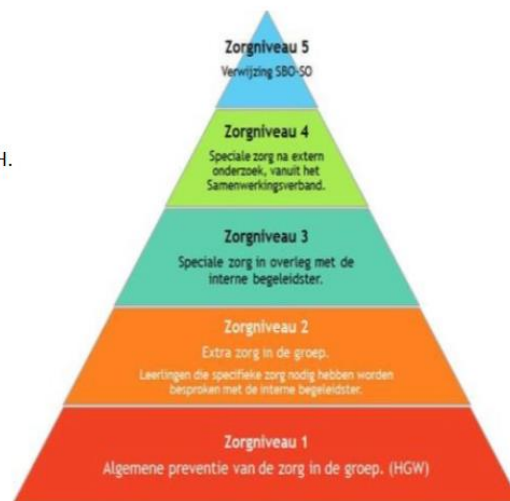 Zorgniveau 5
Verwijzing SBO-SO
H.
Zorgniveau 4
Speciale zorg na extern
onderzoek, vanuit het
Samenwerkingsverband.
Zorgniveau 3
Speciale zorg in overleg met de
interne begeleidster.
Zorgniveau 2
Extra zorg in de groep.
Leerlingen die specifieke zorg nodig hebben worden
besproken met de interne begeleidster.
Zorgniveau 1
Algemene preventie van de zorg in de groep. (HGW)